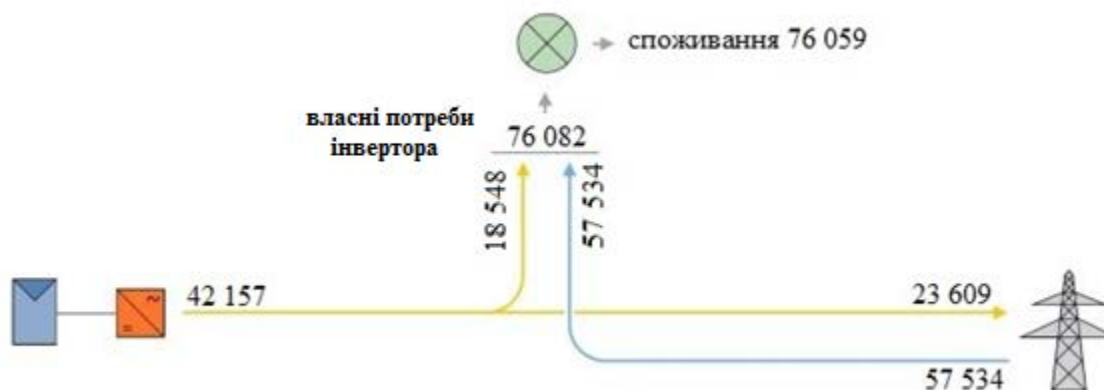 споживання 76 059
власні потреби
інвертора
76 082
18 548
57 534
42 157
23 609
57 534